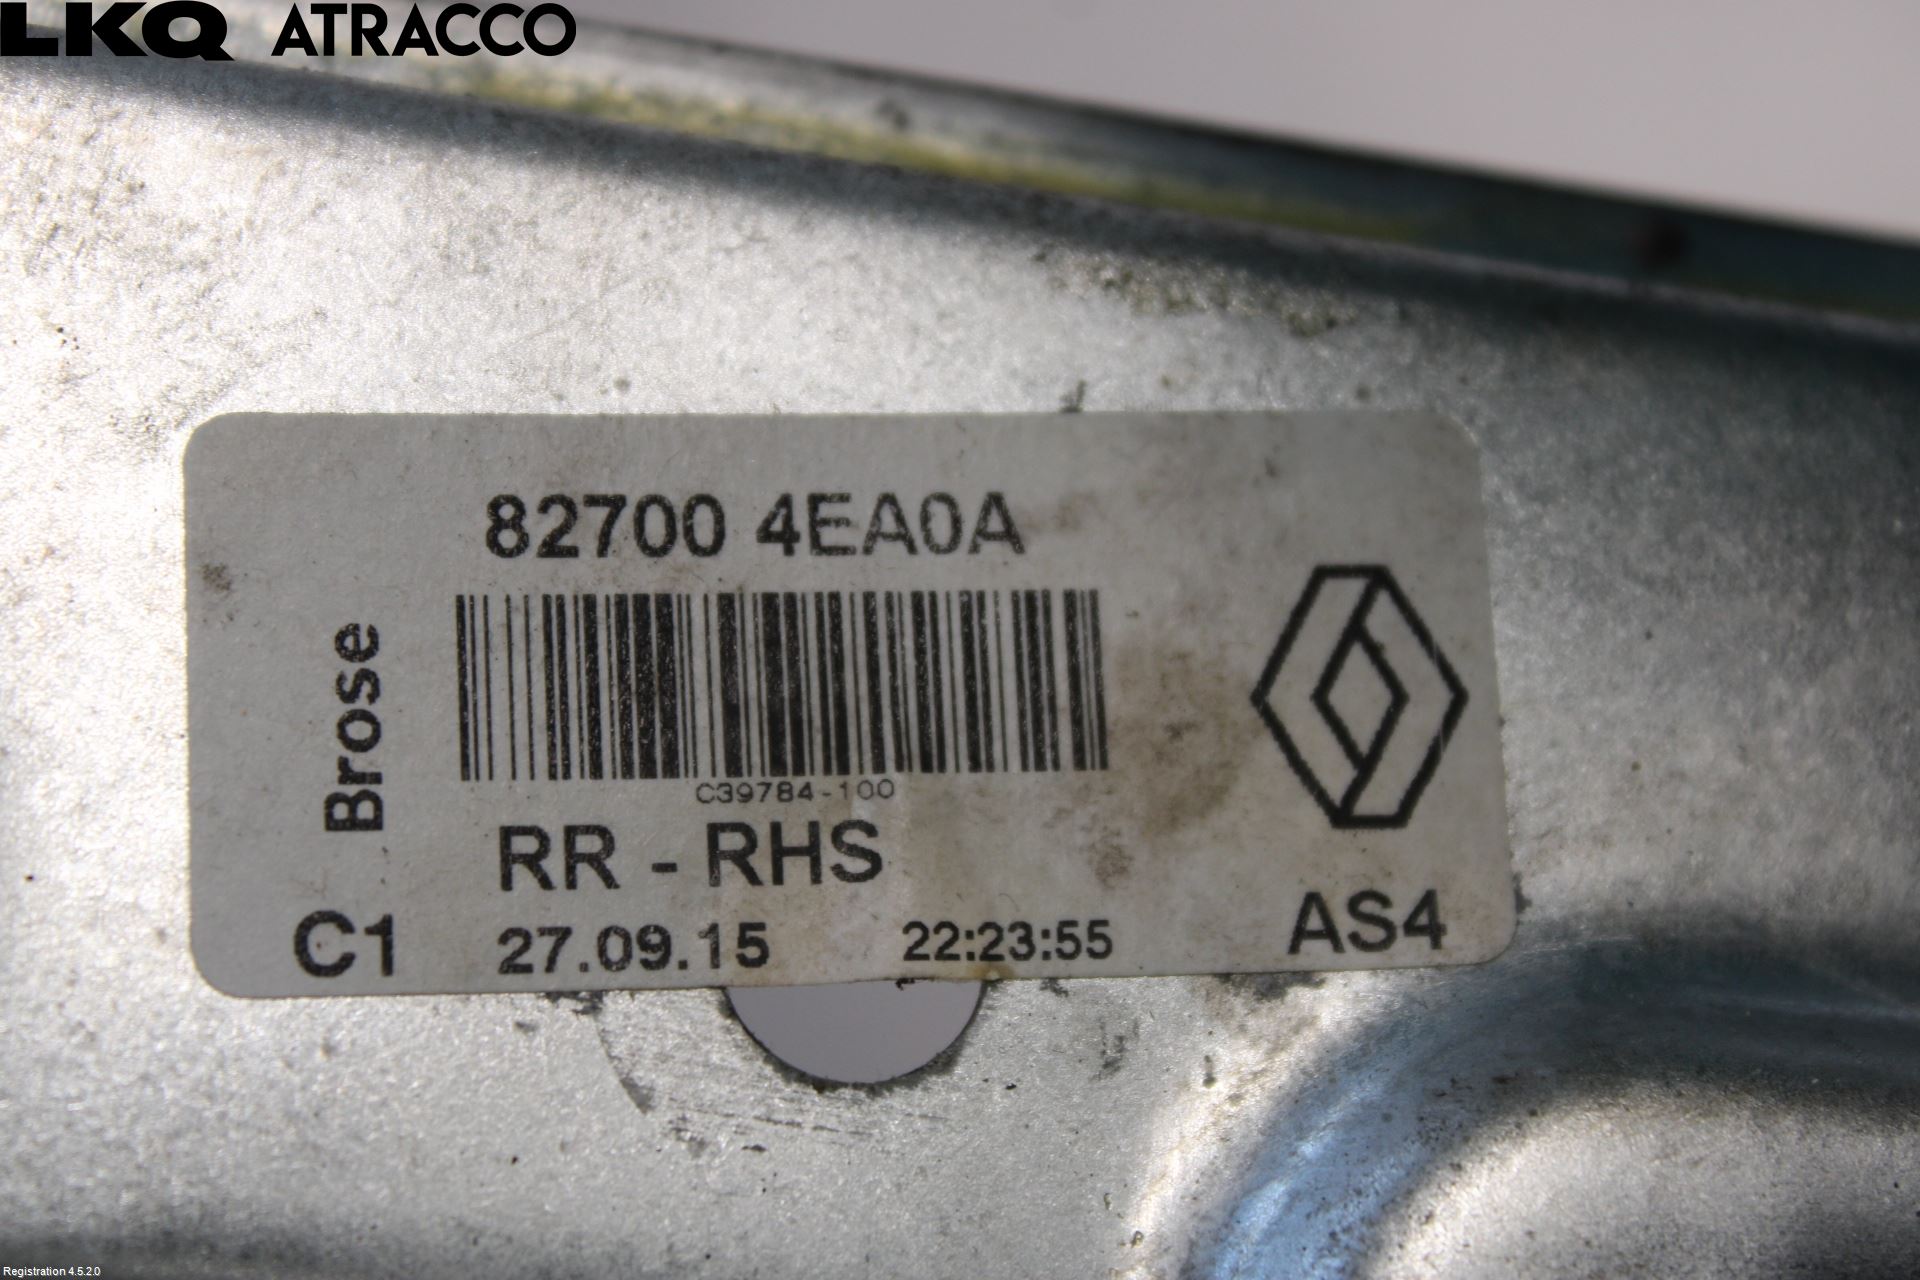 LKQ ATRACCO
82700 4EA0A
Brose
C39784-100
RR - RHS
C1 27.09.15 22:23:55 AS4
Registration 4.5.2.0